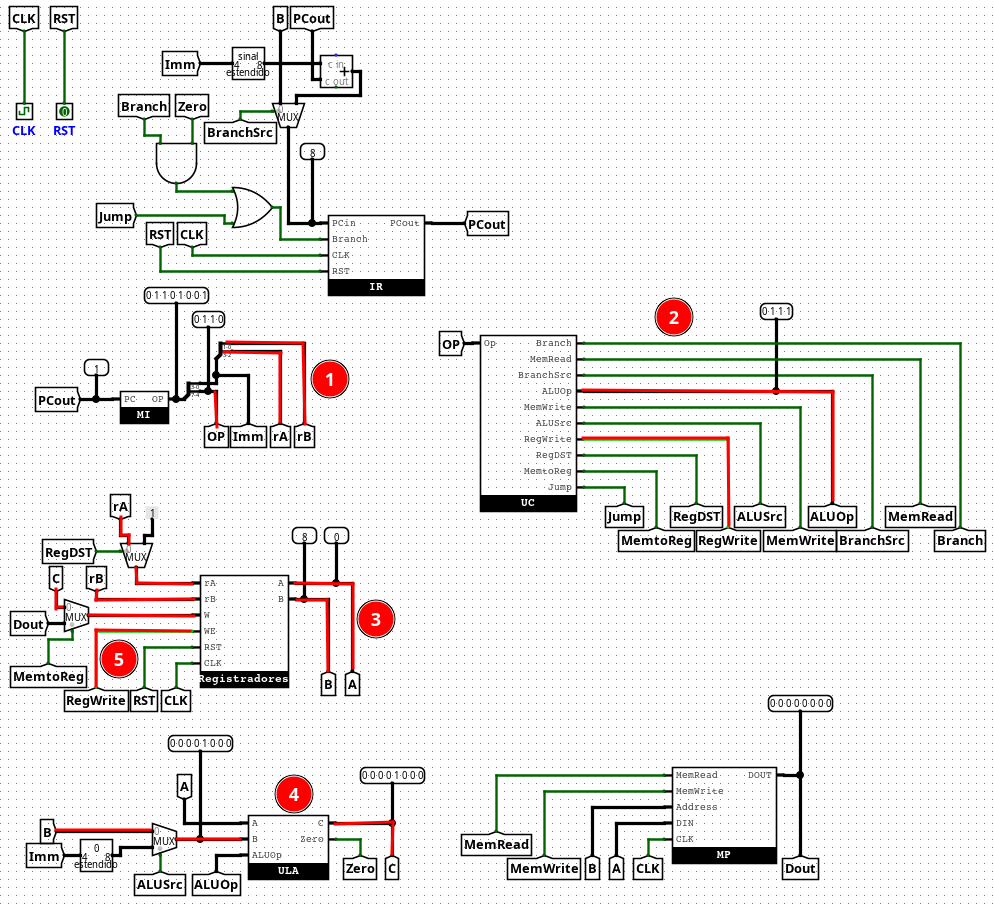 CLK RST
CLK RST
B PCout
Imm
sinal
4 8
estendido
c in
+
c out
Branch Zero
BranchSrc
MUX
8
Jump
RST CLK
PCin PCout
Branch
CLK
RST
IR
PCout
0 1 1 0 1 0 0 1
0 1 1 0
1
PCout
PC OP
MI
1
OP Imm rA rB
2
0 1 1 1
OP
Op Branch
MemRead
BranchSrc
ALUOp
MemWrite
ALUSrc
RegWrite
RegDST
MemtoReg
Jump
UC
Jump RegDST ALUSrc ALUOp MemRead
MemtoReg RegWrite MemWrite BranchSrc Branch
rA
1
RegDST
MUX
C rB
Dout
MUX
MemtoReg
RegWrite RST CLK
5
8 0
rA A
rB B
W
WE
RST
CLK
Registradores
3
B A
0 0 0 0 1 0 0 0
0 0 0 0 1 0 0 0
A
4
B
Imm
0
4 8
estendido
MUX
ALUSrc ALUOp
A C
B Zero
ALUOp
ULA
Zero C
0 0 0 0 0 0 0 0
MemRead DOUT
MemWrite
Address
DIN
CLK
MP
MemRead
MemWrite B A CLK Dout